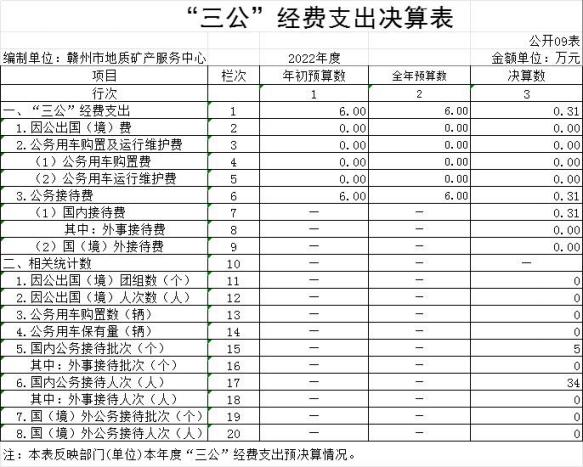 “三公”经费支出决算表
公开09表
编制单位：赣州市地质矿产服务中心 2022年度 金额单位：万元
项目 栏次 年初预算数 全年预算数 决算数
行次 1 2 3
一、“三公”经费支出 1 6.00 6.00 0.31
1.因公出国（境）费 2 0.00 0.00 0.00
2.公务用车购置及运行维护费 3 0.00 0.00 0.00
（1）公务用车购置费 4 0.00 0.00 0.00
（2）公务用车运行维护费 5 0.00 0.00 0.00
3.公务接待费 6 6.00 6.00 0.31
（1）国内接待费 7 — — 0.31
其中：外事接待费 8 — — 0.00
（2）国（境）外接待费 9 — — 0.00
二、相关统计数 10 — — —
1.因公出国（境）团组数（个） 11 — — 0
2.因公出国（境）人次数（人） 12 — — 0
3.公务用车购置数（辆） 13 — — 0
4.公务用车保有量（辆） 14 — — 0
5.国内公务接待批次（个） 15 — — 5
其中：外事接待批次（个） 16 — — 0
6.国内公务接待人次（人） 17 — — 34
其中：外事接待人次（人） 18 — — 0
7.国（境）外公务接待批次（个） 19 — — 0
8.国（境）外公务接待人次（人） 20 — — 0
注：本表反映部门(单位)本年度“三公”经费支出预决算情况。